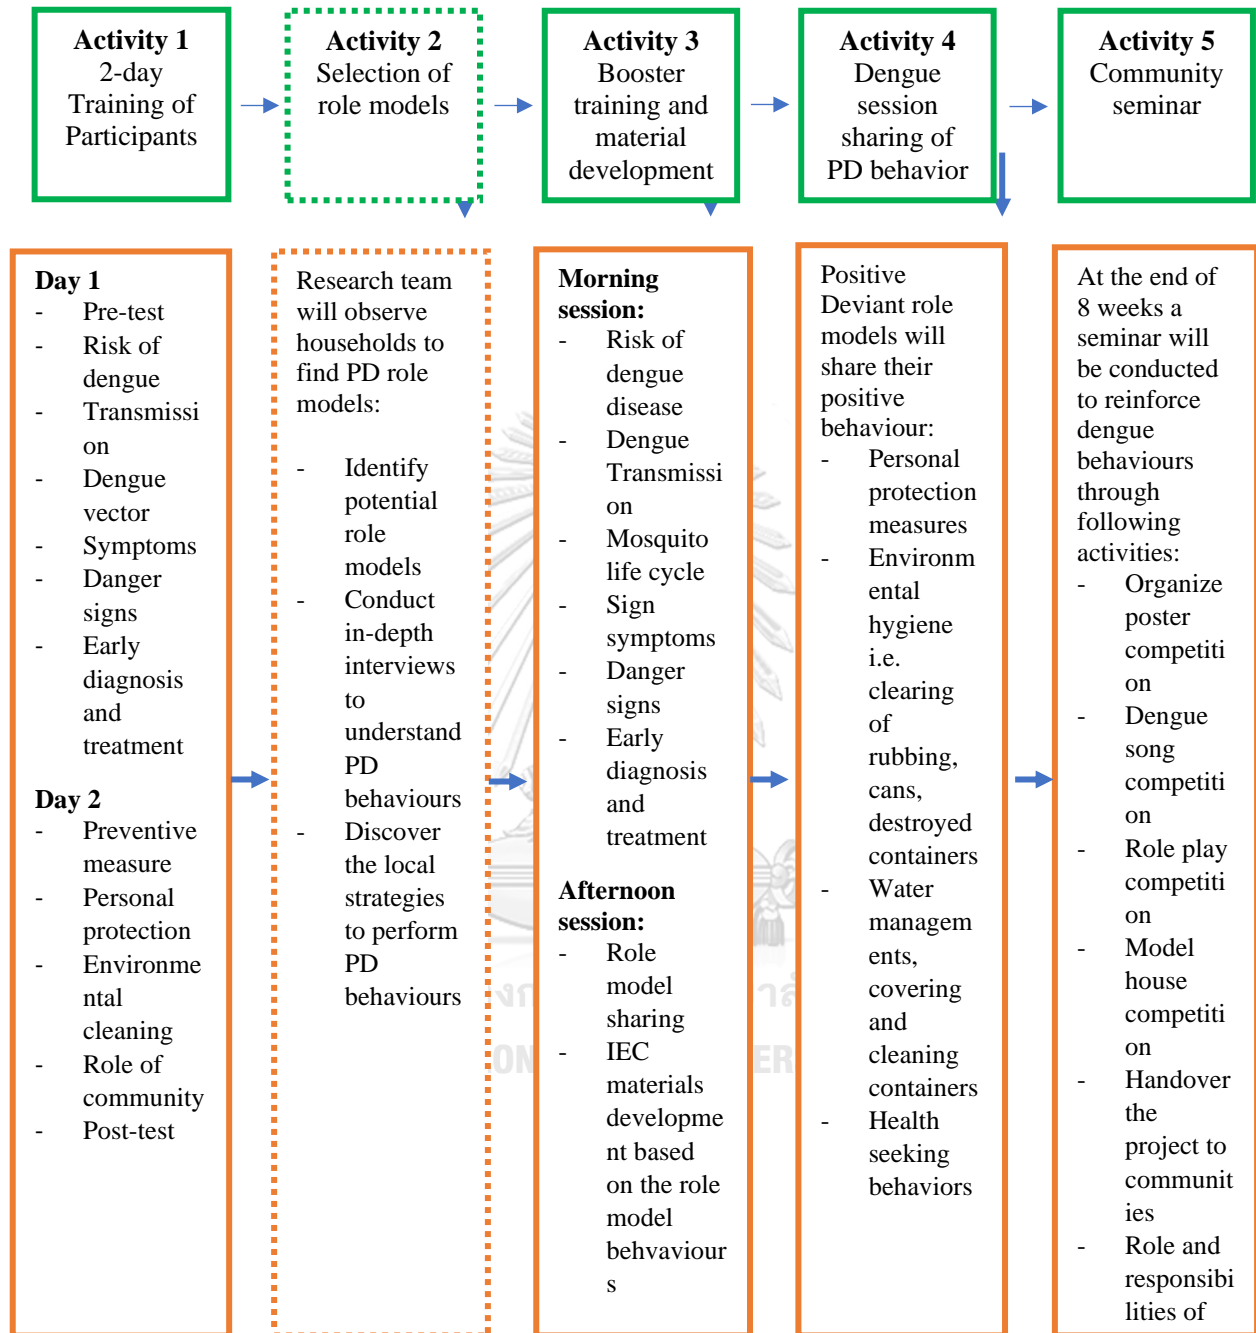 Activity 1
2-day
Training of
Participants
Activity 2
Selection of
role models
Activity 3
Booster
training and
material
development
Activity 4
Dengue
session
sharing of
PD behavior
Activity 5
Community
seminar
Day 1
- Pre-test
- Risk of
dengue
- Transmissi
on
- Dengue
vector
- Symptoms
- Danger
signs
- Early
diagnosis
and
treatment
Day 2
- Preventive
measure
- Personal
protection
- Environme
ntal
cleaning
- Role of
community
- Post-test
Research team
will observe
households to
find PD role
models:
- Identify
potential
role
models
- Conduct
in-depth
interviews
to
understand
PD
behaviours
- Discover
the local
strategies
to perform
PD
behaviours
Morning
session:
- Risk of
dengue
disease
- Dengue
Transmissi
on
- Mosquito
life cycle
- Sign
symptoms
- Danger
signs
- Early
diagnosis
and
treatment
Afternoon
session:
- Role
model
sharing
- IEC
materials
developme
nt based
on the role
model
behvaviour
s
Positive
Deviant role
models will
share their
positive
behaviour:
- Personal
protection
measures
- Environm
ental
hygiene
i.e.
clearing
of
rubbing,
cans,
destroyed
containers
- Water
managem
ents,
covering
and
cleaning
containers
- Health
seeking
behaviors
At the end of
8 weeks a
seminar will
be conducted
to reinforce
dengue
behaviours
through
following
activities:
- Organize
poster
competiti
on
- Dengue
song
competiti
on
- Role play
competiti
on
- Model
house
competiti
on
- Handover
the
project to
communit
ies
- Role and
responsibi
lities of